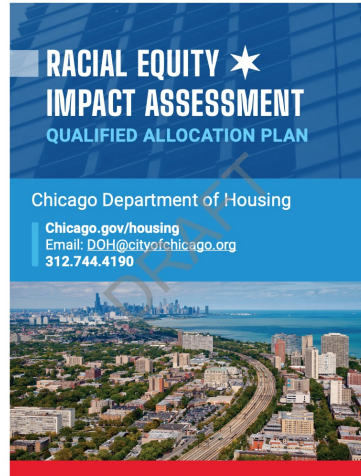 RACIAL EQUITY
IMPACT ASSESSMENT
QUALIFIED ALLOCATION PLAN
Chicago Department of Housing
Chicago.gov/housing
Email: DOH@cityofchicago.org
312.744.4190
DRAFT